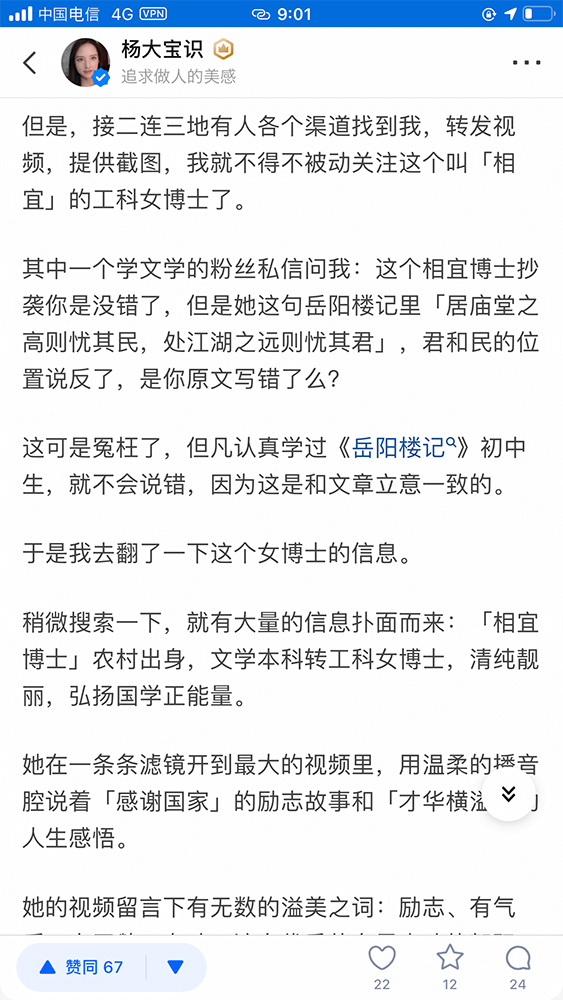 中国电信 4G VPN 9:01
杨大宝识
追求做人的美感
但是，接二连三地有人各个渠道找到我，转发视
频，提供截图，我就不得不被动关注这个叫「相
宜」的工科女博士了。
其中一个学文学的粉丝私信问我：这个相宜博士抄
袭你是没错了，但是她这句岳阳楼记里「居庙堂之
高则忧其民，处江湖之远则忧其君」，君和民的位
置说反了，是你原文写错了么？
这可是冤枉了，但凡认真学过《岳阳楼记》初中
生，就不会说错，因为这是和文章立意一致的。
于是我去翻了一下这个女博士的信息。
稍微搜索一下，就有大量的信息扑面而来：「相宜
博士」农村出身，文学本科转工科女博士，清纯靓
丽，弘扬国学正能量。
她在一条条滤镜开到最大的视频里，用温柔的播音
腔说着「感谢国家」的励志故事和「才华横溢
人生感悟。
她的视频留言下有无数的溢美之词：励志、有气
赞同 67
22
12
24